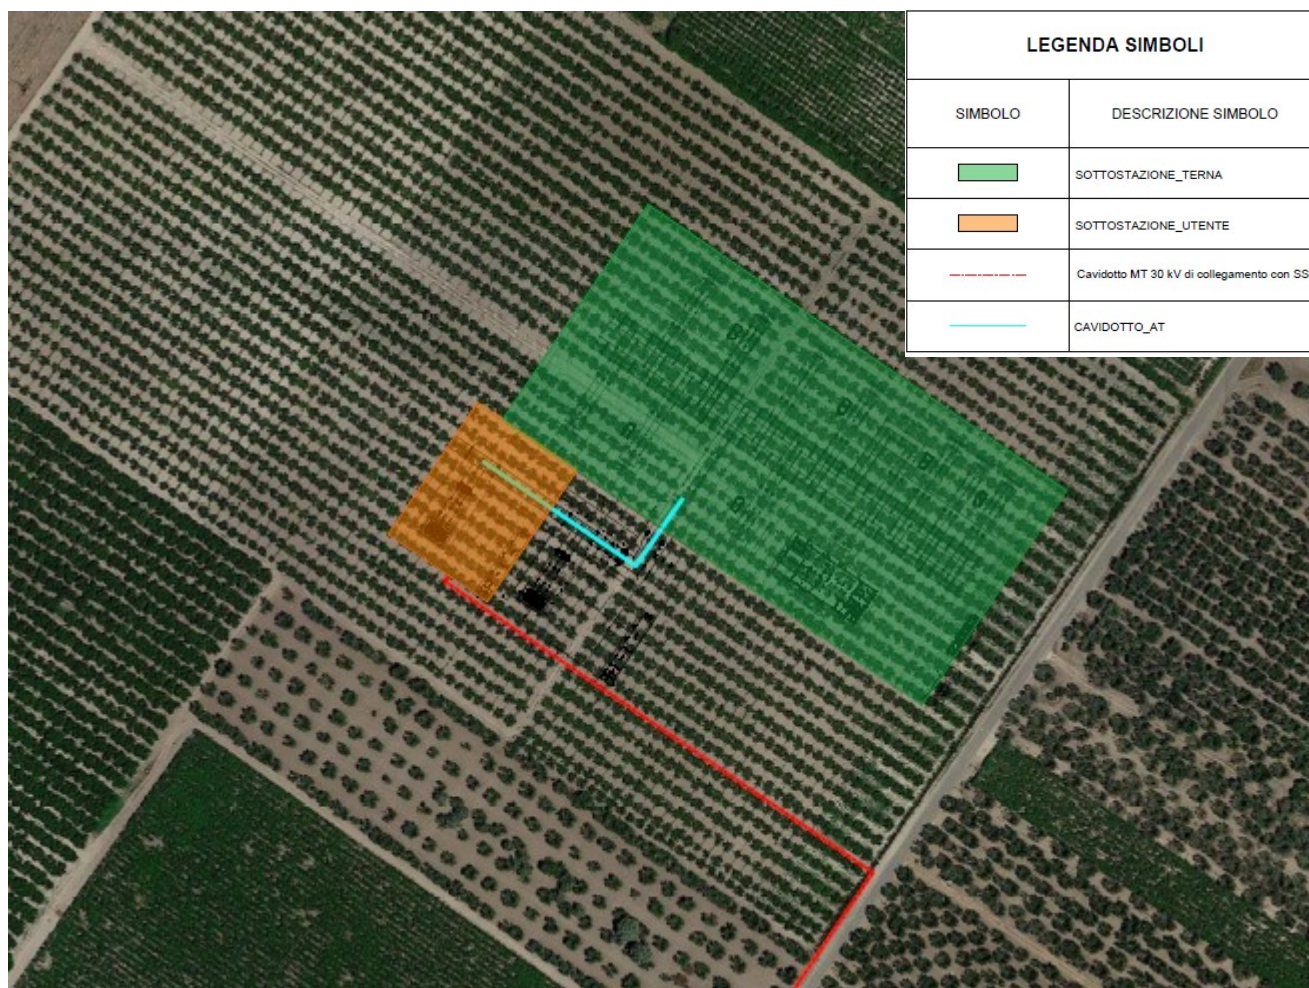 LEGENDA SIMBOLI
SIMBOLO
DESCRIZIONE SIMBOLO
SOTTOSTAZIONE_TERNA
SOTTOSTAZIONE_UTENTE
Cavidotto MT 30 kV di collegamento con SS
CAVIDOTTO_AT